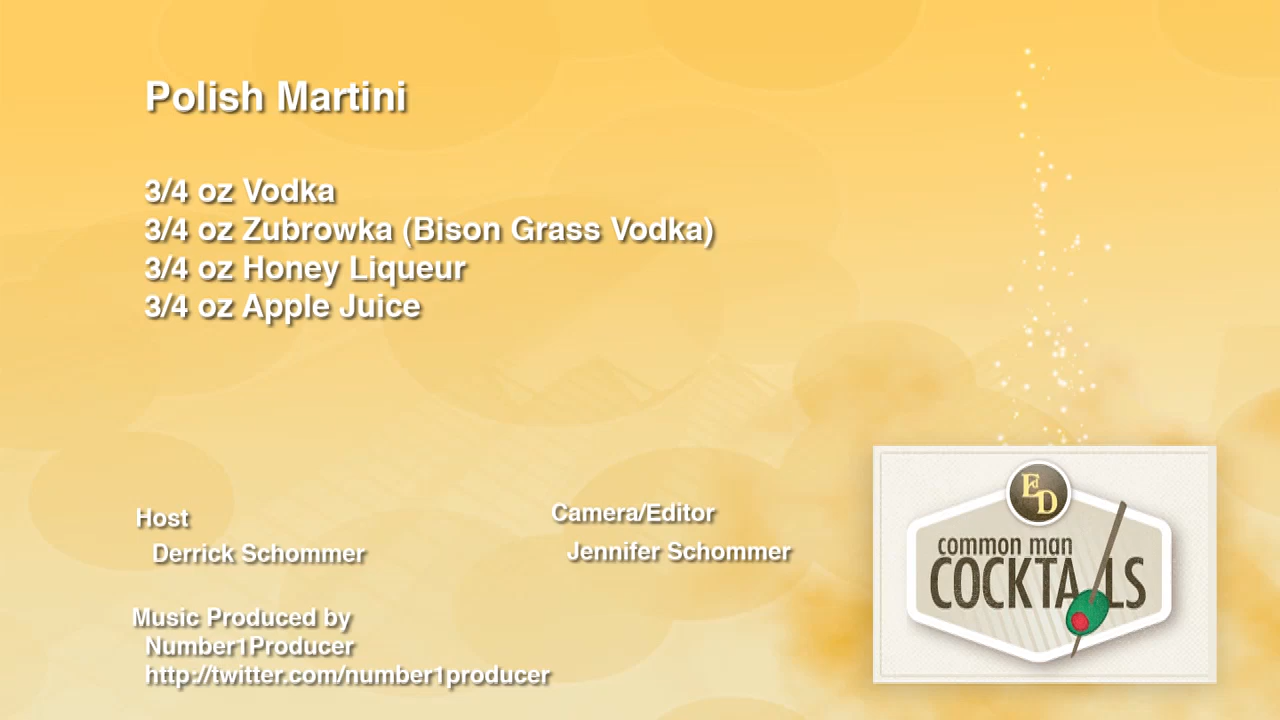 Polish Martini
3/4 oz Vodka
3/4 oz Zubrowka (Bison Grass Vodka)
3/4 oz Honey Liqueur
3/4 oz Apple Juice
Host
Derrick Schommer
Camera/Editor
Jennifer Schommer
Music Produced by
Number1Producer
http://twitter.com/number1producer
ED
common man
COCKTAILS